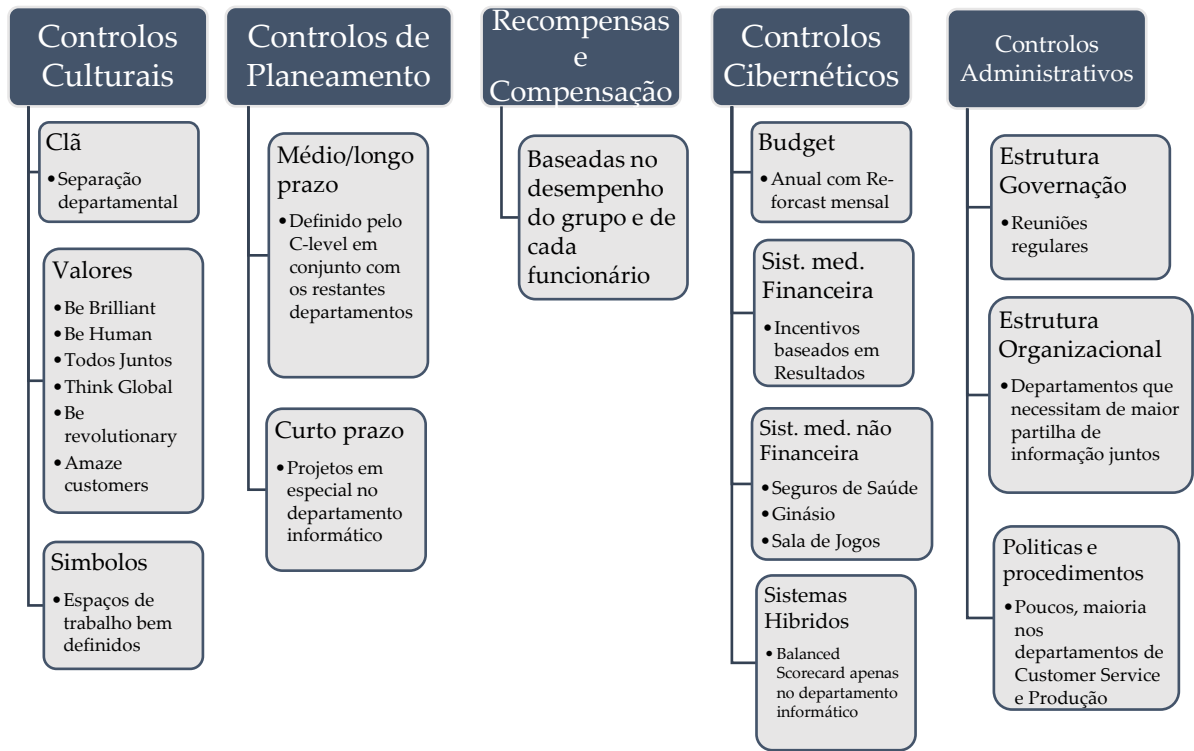 Controlos
Culturais
Clã
•Separação
departamental
Valores
•Be Brilliant
•Be Human
•Todos Juntos
•Think Global
•Be
revolutionary
•Amaze
customers
Simbolos
•Espaços de
trabalho bem
definidos
Controlos de
Planeamento
Médio/longo
prazo
•Definido pelo
C-level em
conjunto com
os restantes
departamentos
Curto prazo
•Projetos em
especial no
departamento
informático
Recompensas
e
Compensação
Baseadas no
desempenho
do grupo e de
cada
funcionário
Controlos
Cibernéticos
Budget
•Anual com Re-
forcast mensal
Sist. med.
Financeira
•Incentivos
baseados em
Resultados
Sist. med. não
Financeira
•Seguros de Saúde
•Ginásio
•Sala de Jogos
Sistemas
Hibridos
•Balanced
Scorecard apenas
no departamento
informático
Controlos
Administrativos
Estrutura
Governação
•Reuniões
regulares
Estrutura
Organizacional
•Departamentos que
necessitam de maior
partilha de
informação juntos
Politicas e
procedimentos
•Poucos, maioria
nos
departamentos de
Customer Service
e Produção